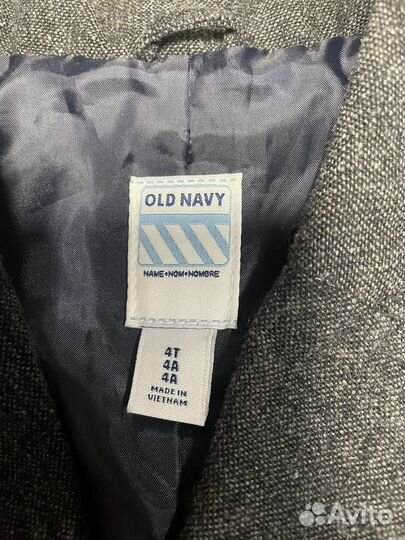 OLD NAVY
NAME•NOM•NOMBRE
4T
4A
4A
MADE IN
VIETNAM
Avito